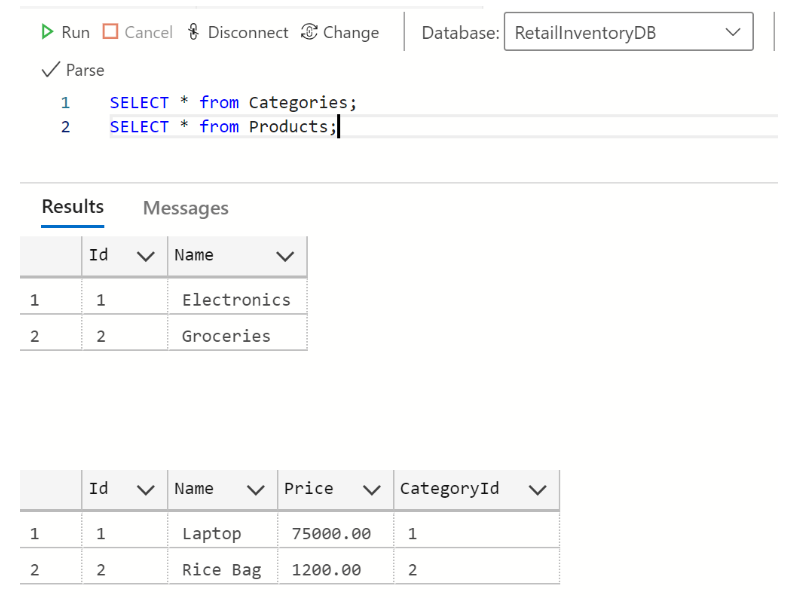 Run Cancel Disconnect Change Database: RetailInventoryDB
Parse
1 SELECT * from Categories;
2 SELECT * from Products;
Results Messages
Id Name
1 1 Electronics
2 2 Groceries
Id Name Price CategoryId
1 1 Laptop 75000.00 1
2 2 Rice Bag 1200.00 2